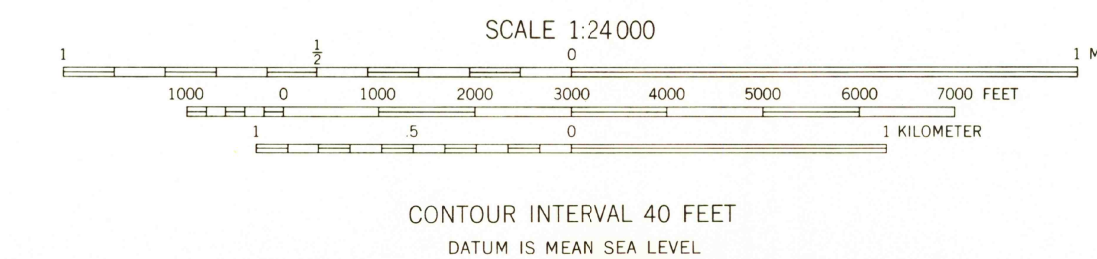 SCALE 1:24 000
1 ½ 0 1 M
1000 0 1000 2000 3000 4000 5000 6000 7000 FEET
1 .5 0 1 KILOMETER
CONTOUR INTERVAL 40 FEET
DATUM IS MEAN SEA LEVEL